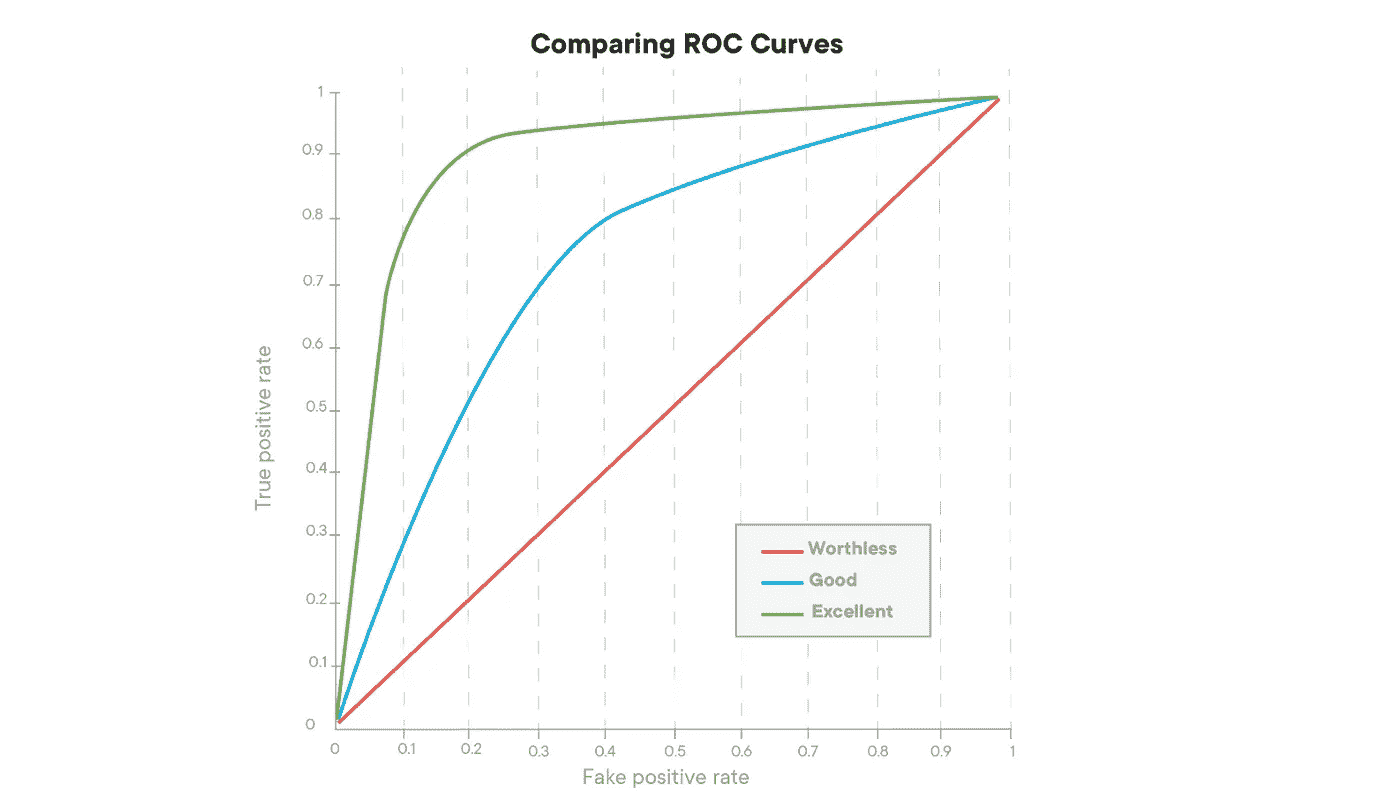 Comparing ROC Curves
1
0.9
0.8
0.7
0.6
0.5
0.4
0.3
0.2
0.1
0
True positive rate
Worthless
Good
Excellent
0 0.1 0.2 0.3 0.4 0.5 0.6 0.7 0.8 0.9 1
Fake positive rate